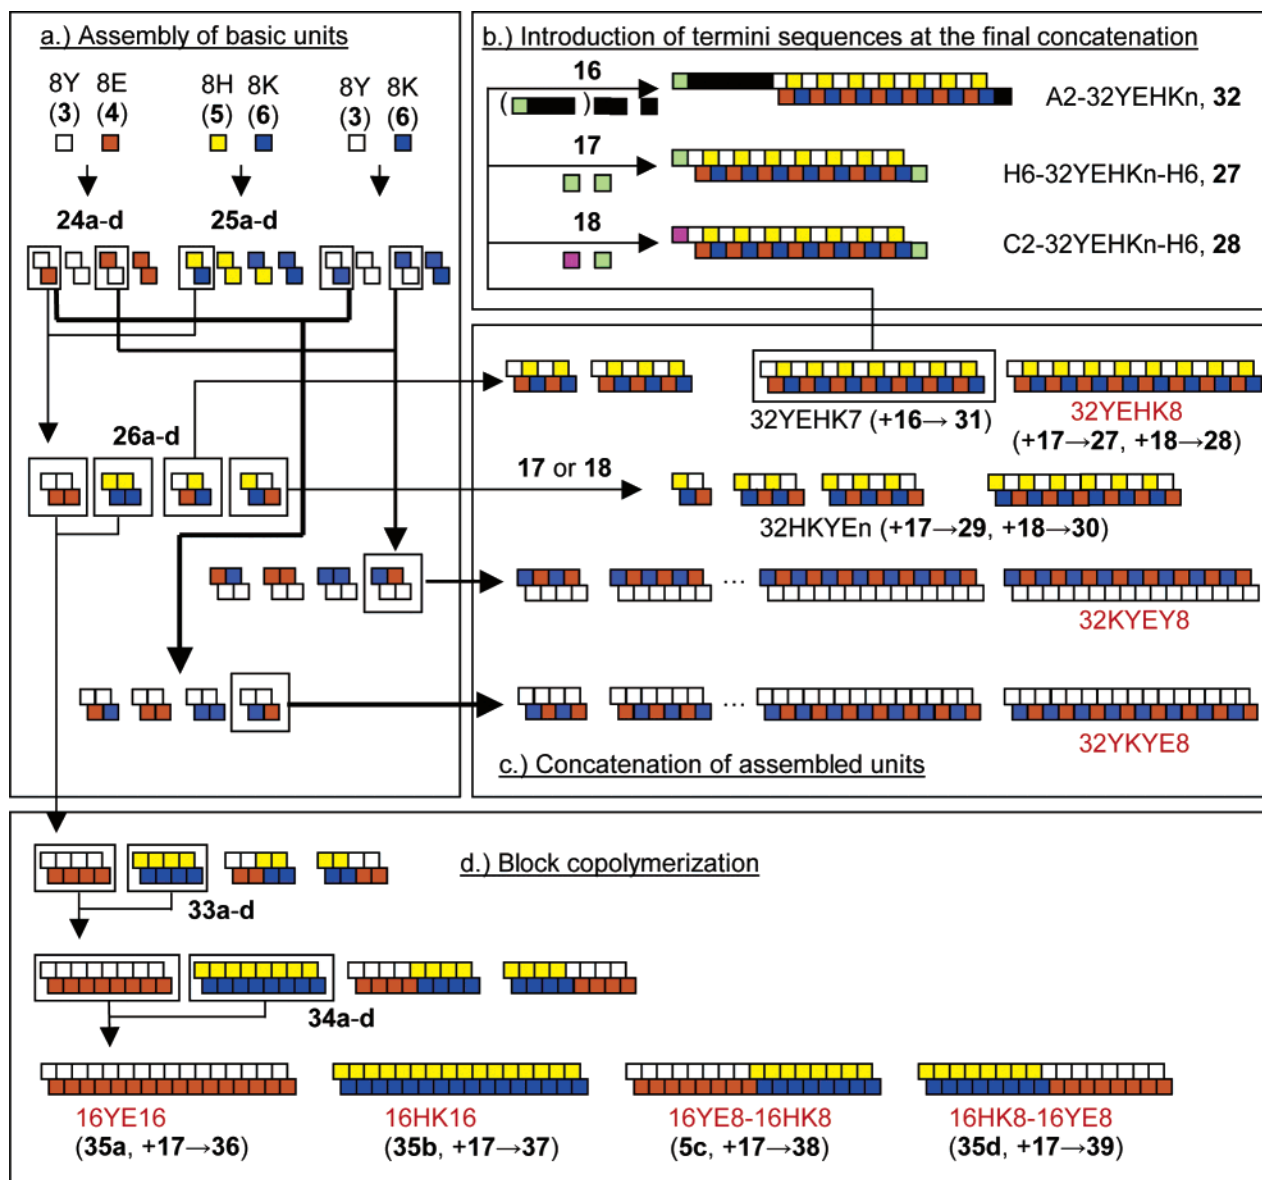 a.) Assembly of basic units
8Y 8E 8H 8K 8Y 8K
(3) (4) (5) (6) (3) (6)
24a-d 25a-d
26a-d
b.) Introduction of termini sequences at the final concatenation
16
( ) 
A2-32YEHKn, 32
17
H6-32YEHKn-H6, 27
18
C2-32YEHKn-H6, 28
32YEHK7 (+16→ 31)
32YEHK8
(+17→27, +18→28)
17 or 18
32HKYEn (+17→29, +18→30)
...
32KYEY8
...
32YKYE8
c.) Concatenation of assembled units
d.) Block copolymerization
33a-d
34a-d
16YE16 16HK16 16YE8-16HK8 16HK8-16YE8
(35a, +17→36) (35b, +17→37) (5c, +17→38) (35d, +17→39)